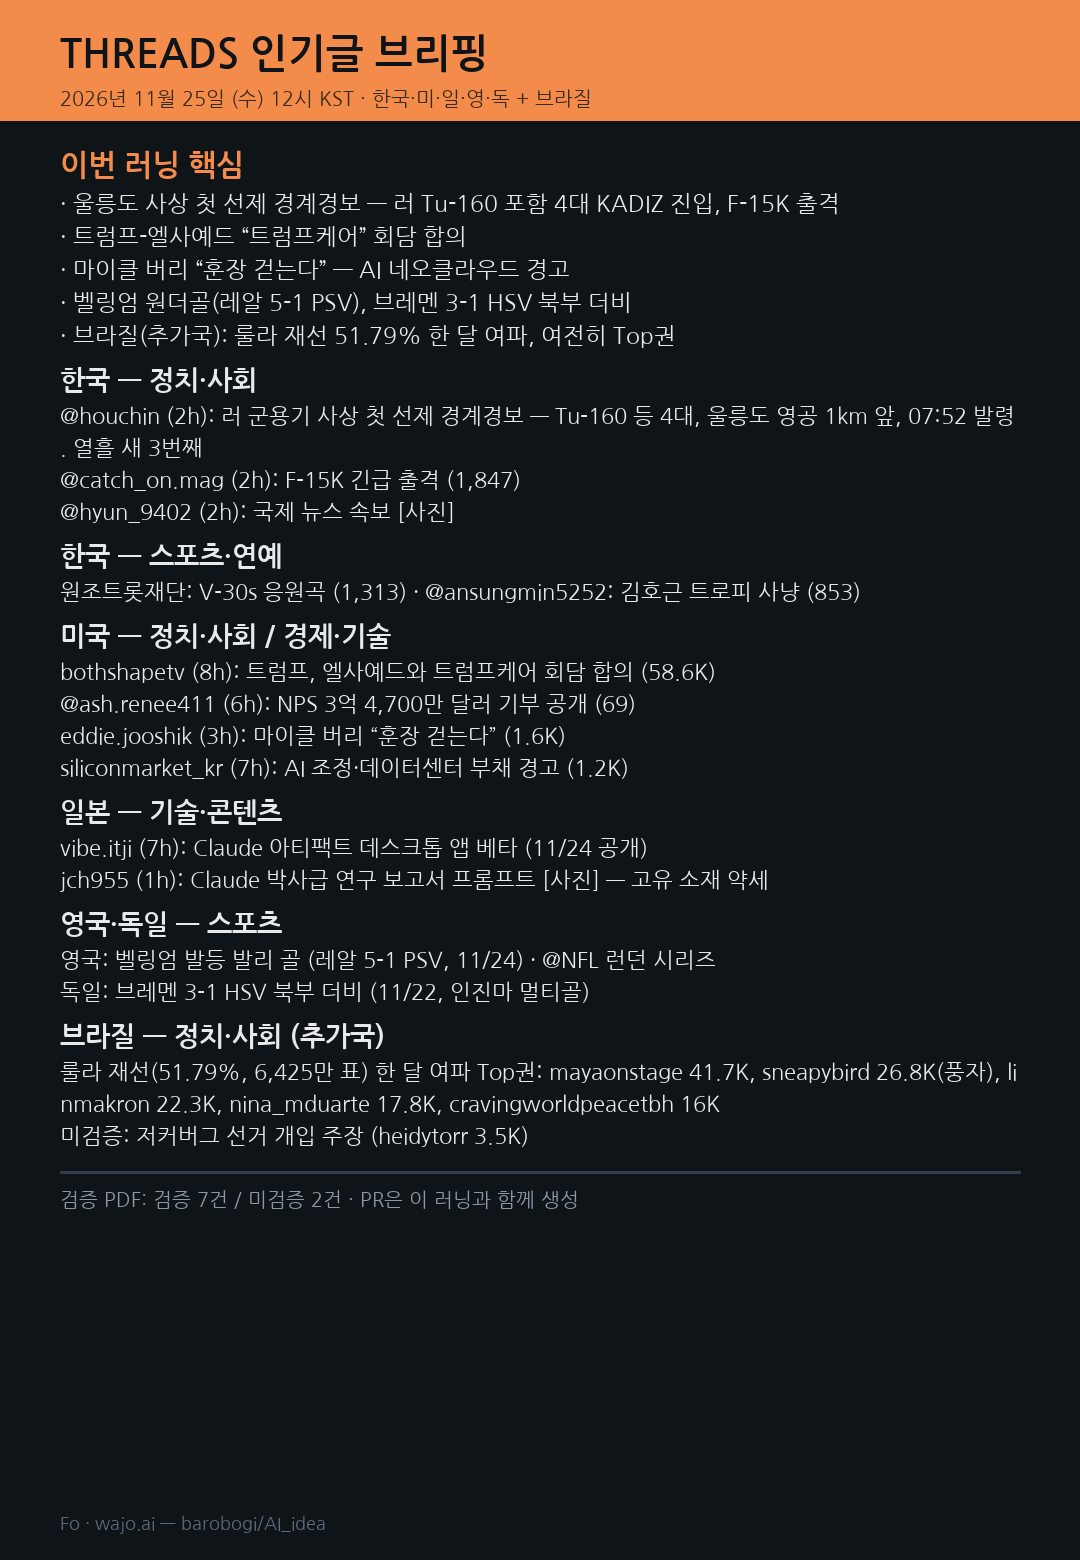 THREADS 인기글 브리핑
2026년 11월 25일 (수) 12시 KST · 한국·미·일·영·독 + 브라질
이번 러닝 핵심
· 울릉도 사상 첫 선제 경계경보 — 러 Tu-160 포함 4대 KADIZ 진입, F-15K 출격
· 트럼프-엘사예드 “트럼프케어” 회담 합의
· 마이클 버리 “훈장 걷는다” — AI 네오클라우드 경고
· 벨링엄 원더골(레알 5-1 PSV), 브레멘 3-1 HSV 북부 더비
· 브라질(추가국): 룰라 재선 51.79% 한 달 여파, 여전히 Top권
한국 — 정치·사회
@houchin (2h): 러 군용기 사상 첫 선제 경계경보 — Tu-160 등 4대, 울릉도 영공 1km 앞, 07:52 발령
. 열흘 새 3번째
@catch_on.mag (2h): F-15K 긴급 출격 (1,847)
@hyun_9402 (2h): 국제 뉴스 속보 [사진]
한국 — 스포츠·연예
원조트롯재단: V-30s 응원곡 (1,313) · @ansungmin5252: 김호근 트로피 사냥 (853)
미국 — 정치·사회 / 경제·기술
bothshapetv (8h): 트럼프, 엘사예드와 트럼프케어 회담 합의 (58.6K)
@ash.renee411 (6h): NPS 3억 4,700만 달러 기부 공개 (69)
eddie.jooshik (3h): 마이클 버리 “훈장 걷는다” (1.6K)
siliconmarket_kr (7h): AI 조정·데이터센터 부채 경고 (1.2K)
일본 — 기술·콘텐츠
vibe.itji (7h): Claude 아티팩트 데스크톱 앱 베타 (11/24 공개)
jch955 (1h): Claude 박사급 연구 보고서 프롬프트 [사진] — 고유 소재 약세
영국·독일 — 스포츠
영국: 벨링엄 발등 발리 골 (레알 5-1 PSV, 11/24) · @NFL 런던 시리즈
독일: 브레멘 3-1 HSV 북부 더비 (11/22, 인진마 멀티골)
브라질 — 정치·사회 (추가국)
룰라 재선(51.79%, 6,425만 표) 한 달 여파 Top권: mayaonstage 41.7K, sneapybird 26.8K(풍자), li
nmakron 22.3K, nina_mduarte 17.8K, cravingworldpeacetbh 16K
미검증: 저커버그 선거 개입 주장 (heidytorr 3.5K)
검증 PDF: 검증 7건 / 미검증 2건 · PR은 이 러닝과 함께 생성
Fo · wajo.ai — barobogi/AI_idea